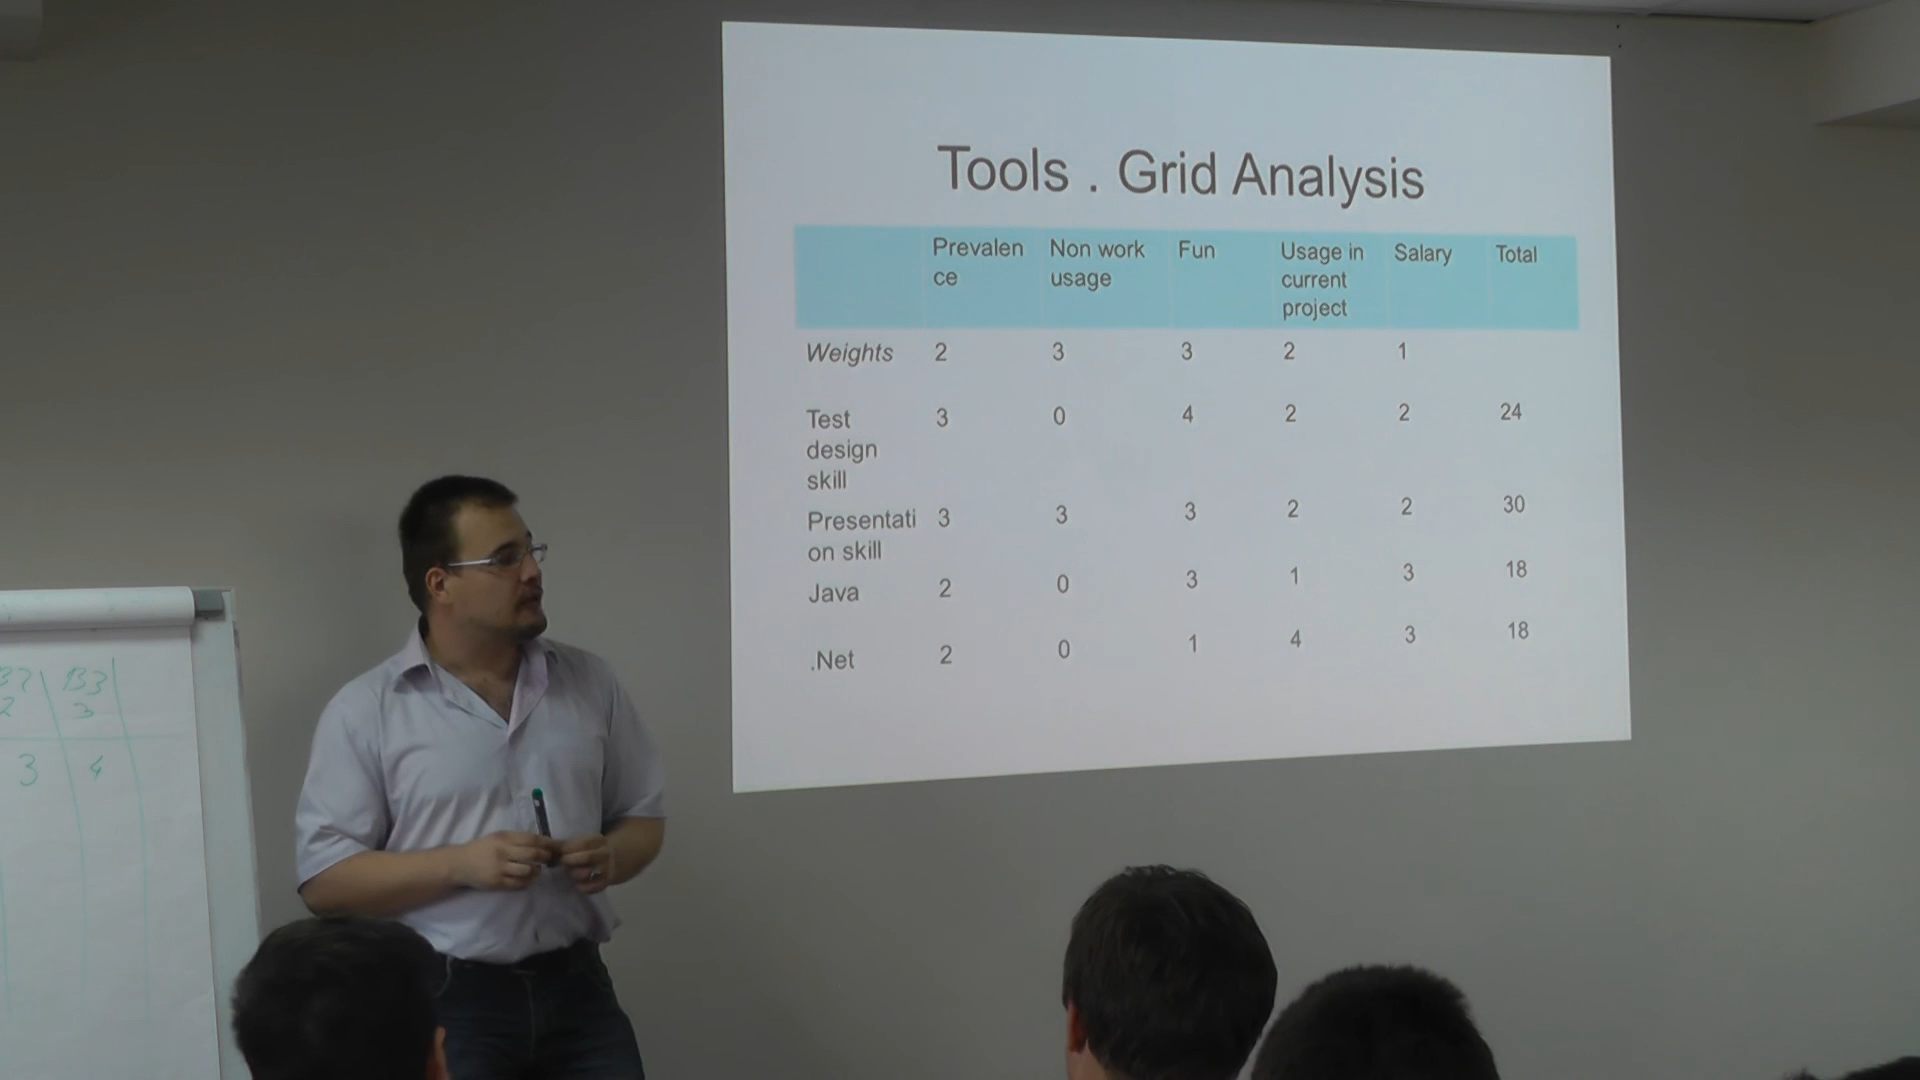 Tools . Grid Analysis
Prevalen
ce
Non work
usage
Fun
Usage in
current
project
Salary
Total
Weights 2 3 3 2 1
Test
design
skill
3 0 4 2 2 24
Presentati
on skill
3 3 3 2 2 30
Java 2 0 3 1 3 18
.Net 2 0 1 4 3 18
3
3 4